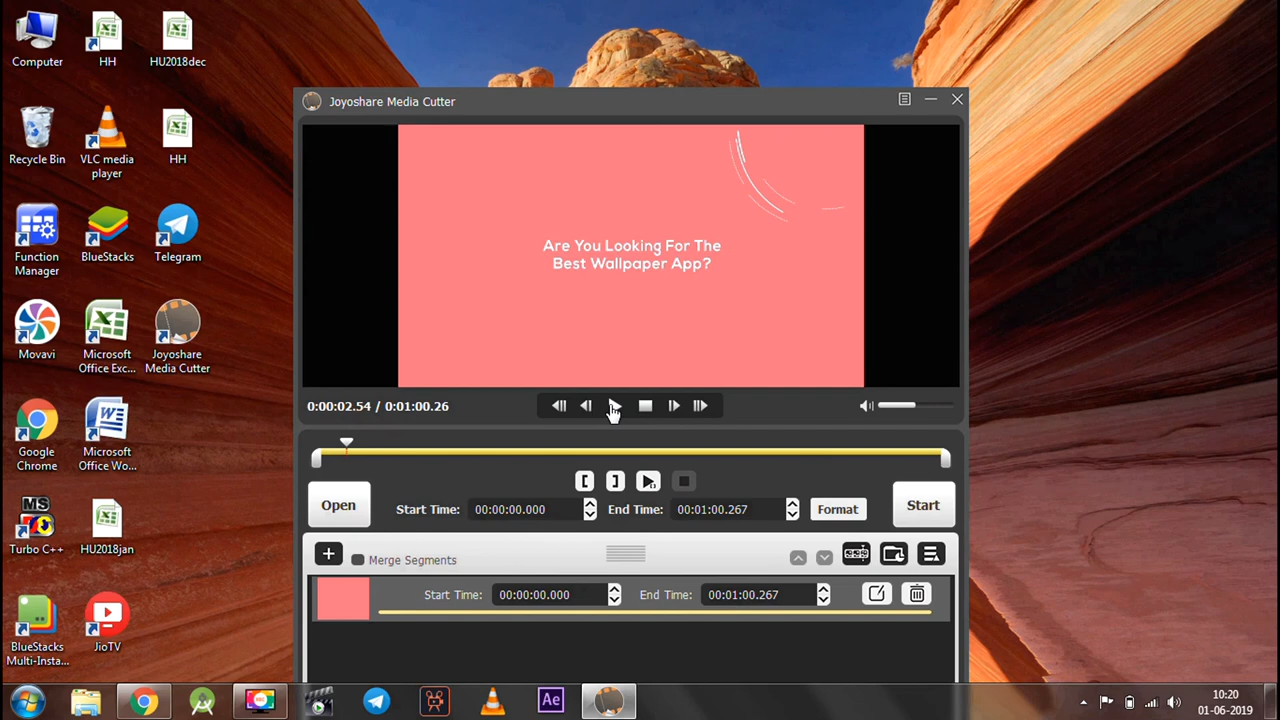 Computer
HH
HU2018dec
Recycle Bin
VLC media
player
HH
Function
Manager
BlueStacks
Telegram
Movavi
Microsoft
Office Exc...
Joyoshare
Media Cutter
Google
Chrome
Microsoft
Office Wo...
MS
Turbo C++
HU2018jan
BlueStacks
Multi-Insta...
JioTV
Joyoshare Media Cutter
Are You Looking For The
Best Wallpaper App?
0:00:02.54 / 0:01:00.26
Open
Start Time: 00:00:00.000 End Time: 00:01:00.267 Format
Start
Merge Segments
Start Time: 00:00:00.000 End Time: 00:01:00.267
Ae
10:20
01-06-2019